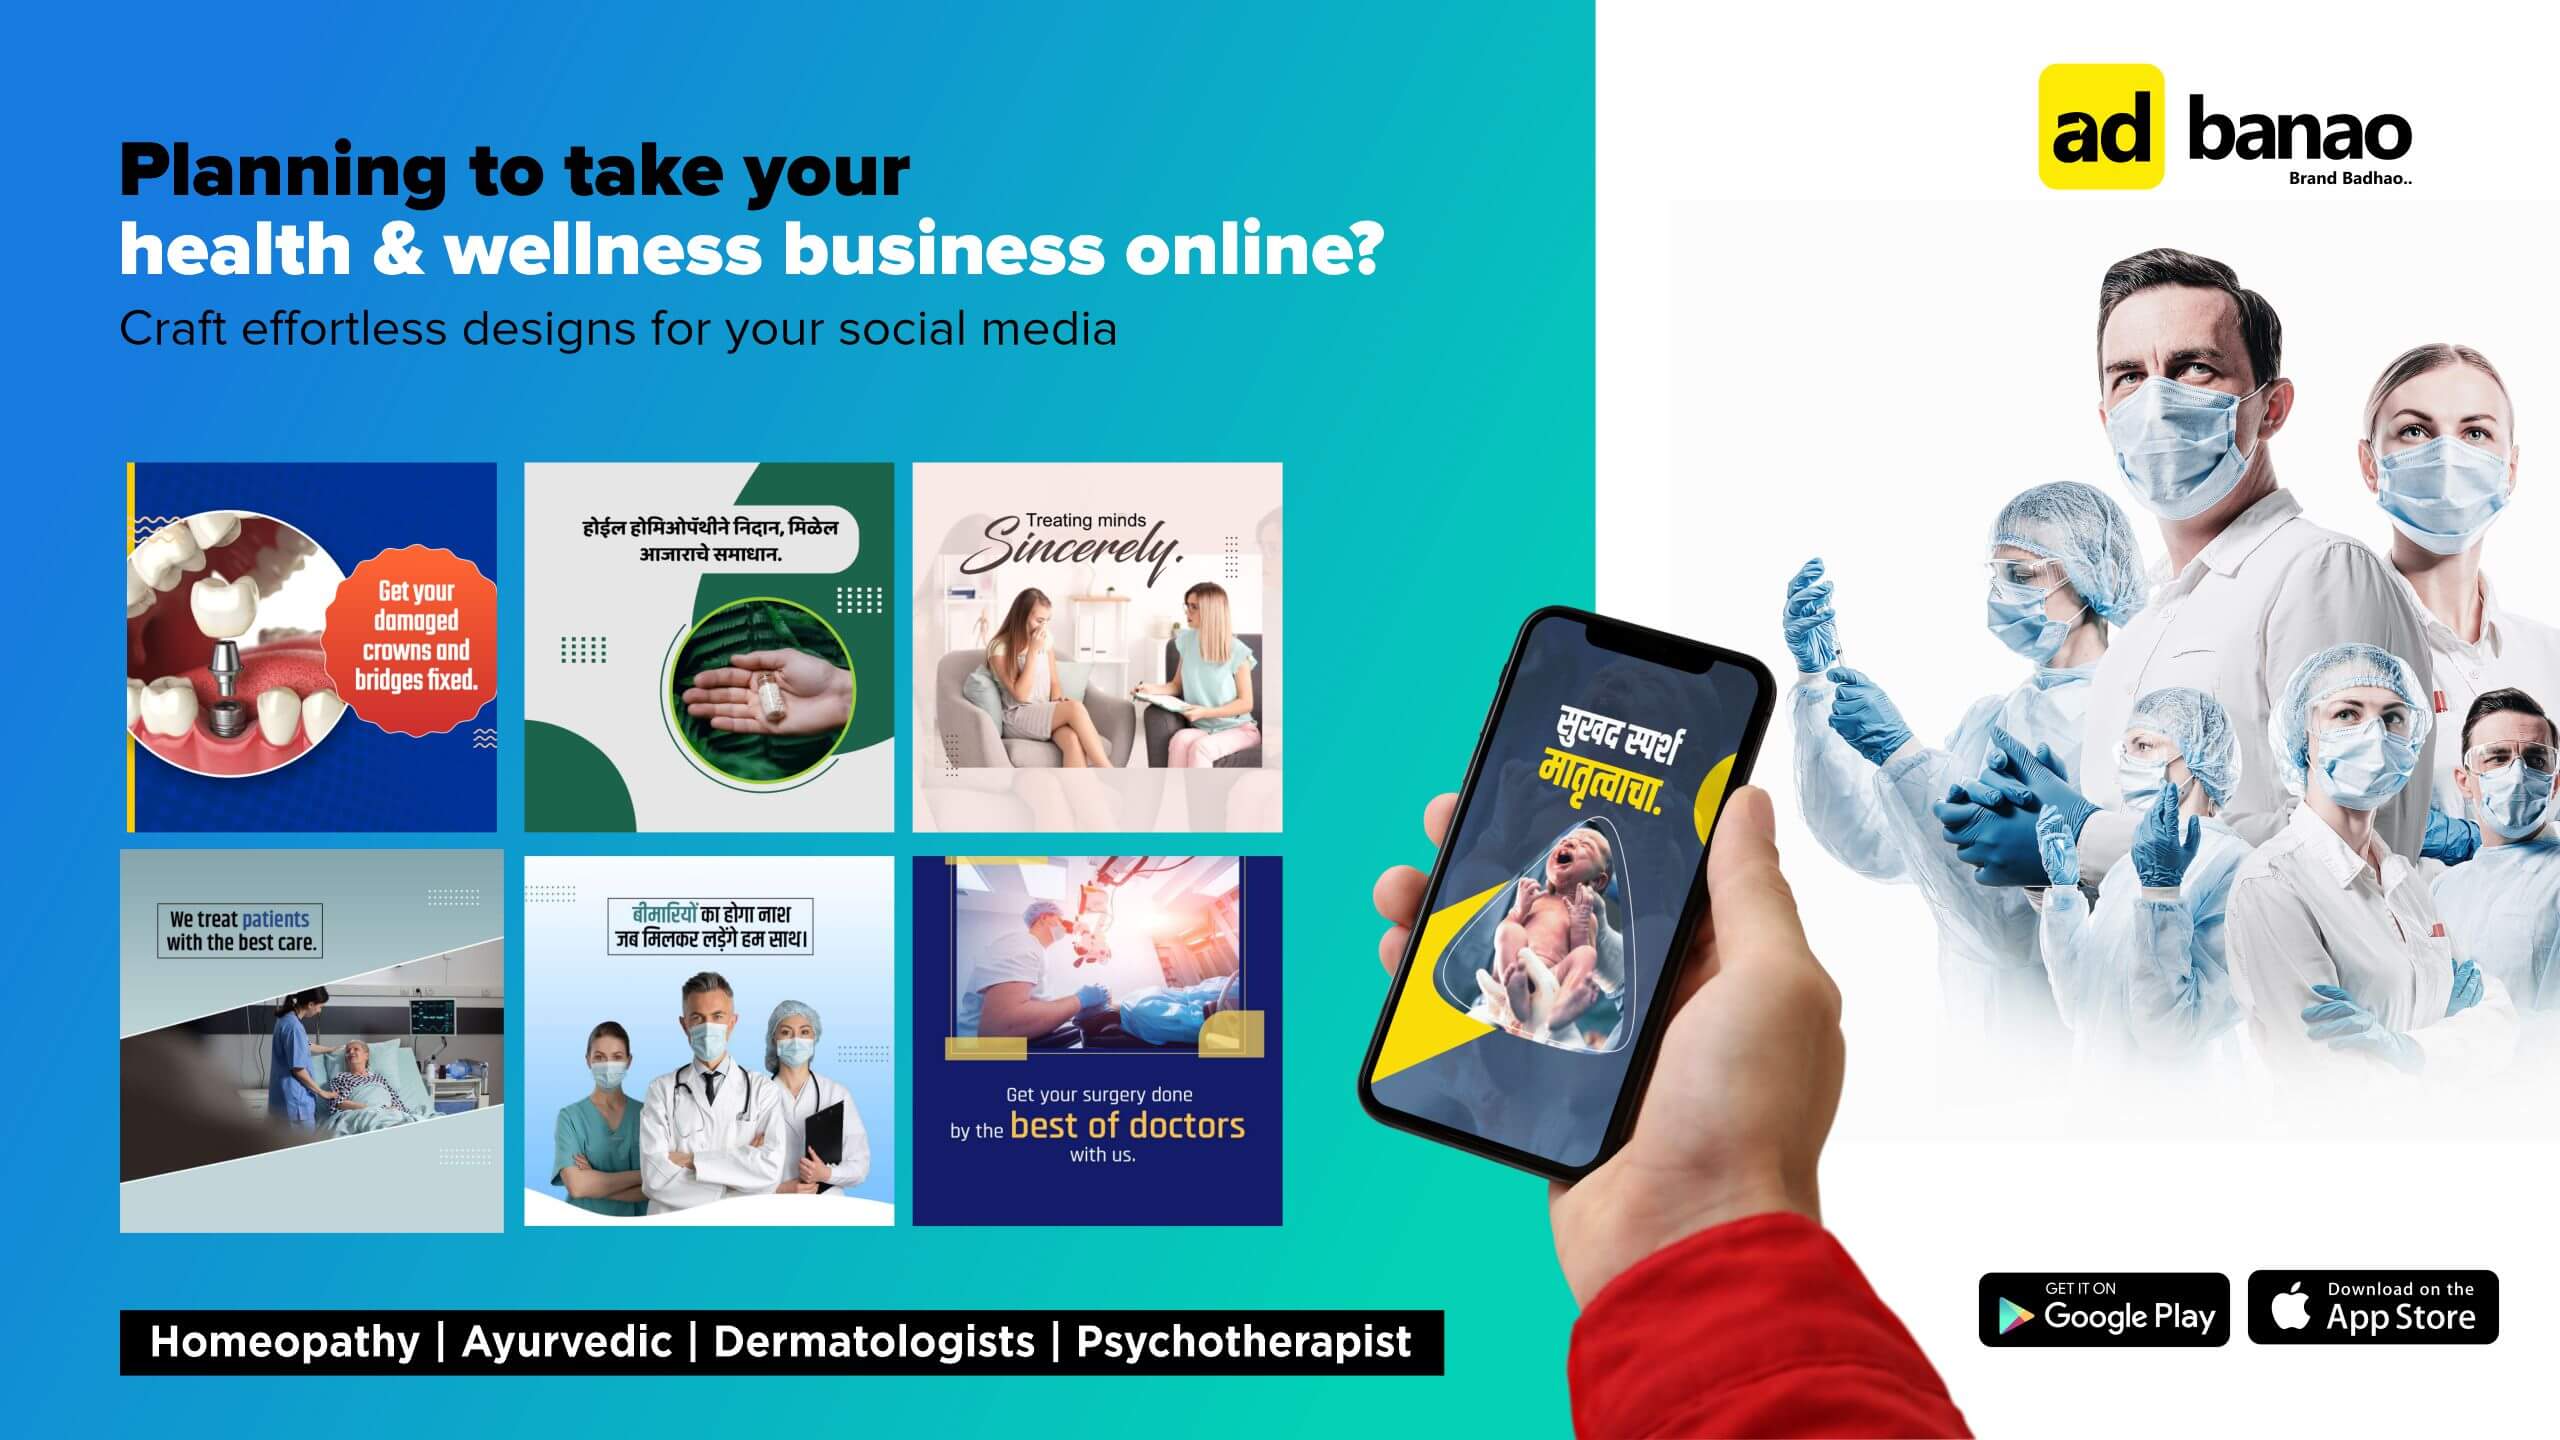 ad banao
Brand Badhao..
Planning to take your
health & wellness business online?
Craft effortless designs for your social media
Get your
damaged
crowns and
bridges fixed.
होईल होमिओपॅथीने निदान, मिळेल
आजाराचे समाधान.
Treating minds
Sincerely.
We treat patients
with the best care.
बीमारियों का होगा नाश
जब मिलकर लड़ेंगे हम साथ।
Get your surgery done
by the best of doctors
with us.
सुखद स्पर्श
मातृत्वाचा.
Homeopathy | Ayurvedic | Dermatologists | Psychotherapist
GET IT ON
Google Play
Download on the
App Store